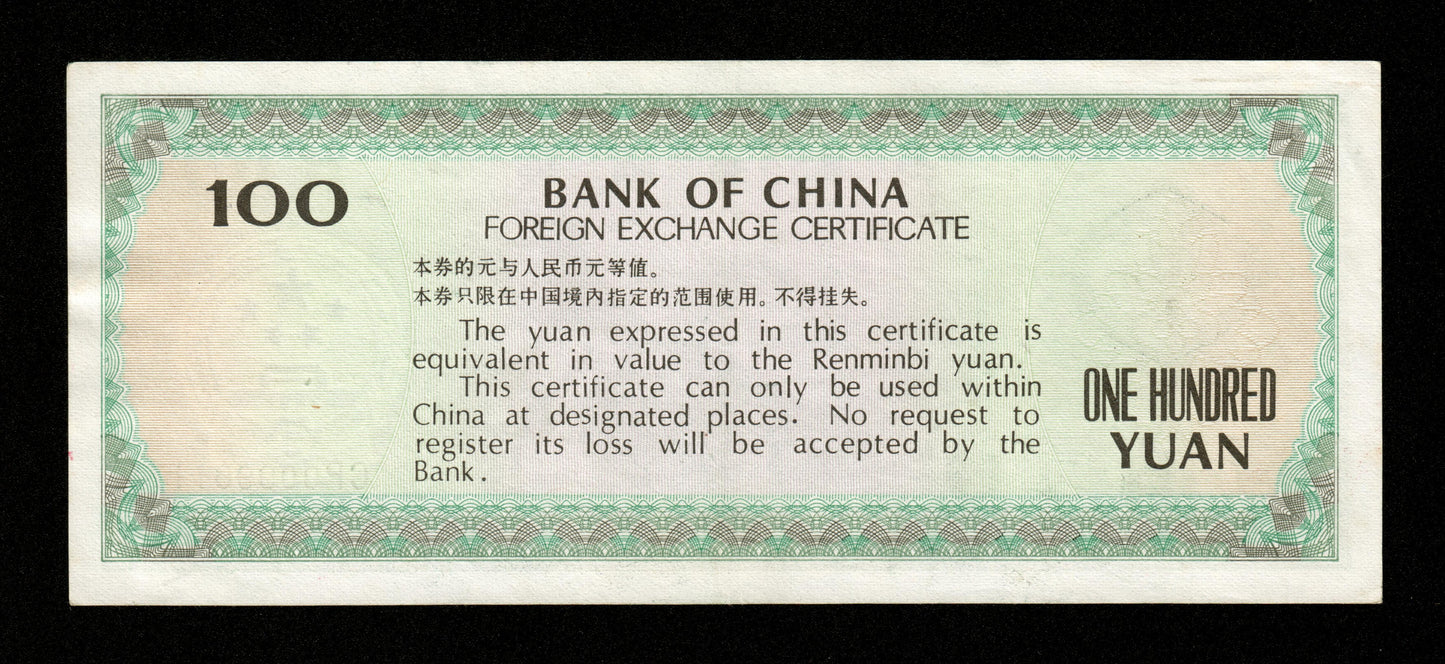 100
BANK OF CHINA
FOREIGN EXCHANGE CERTIFICATE
本券的元与人民币元等值。
本券只限在中国境内指定的范围使用。不得挂失。
The yuan expressed in this certificate is
equivalent in value to the Renminbi yuan.
This certificate can only be used within
China at designated places. No request to
register its loss will be accepted by the
Bank.
ONE HUNDRED
YUAN